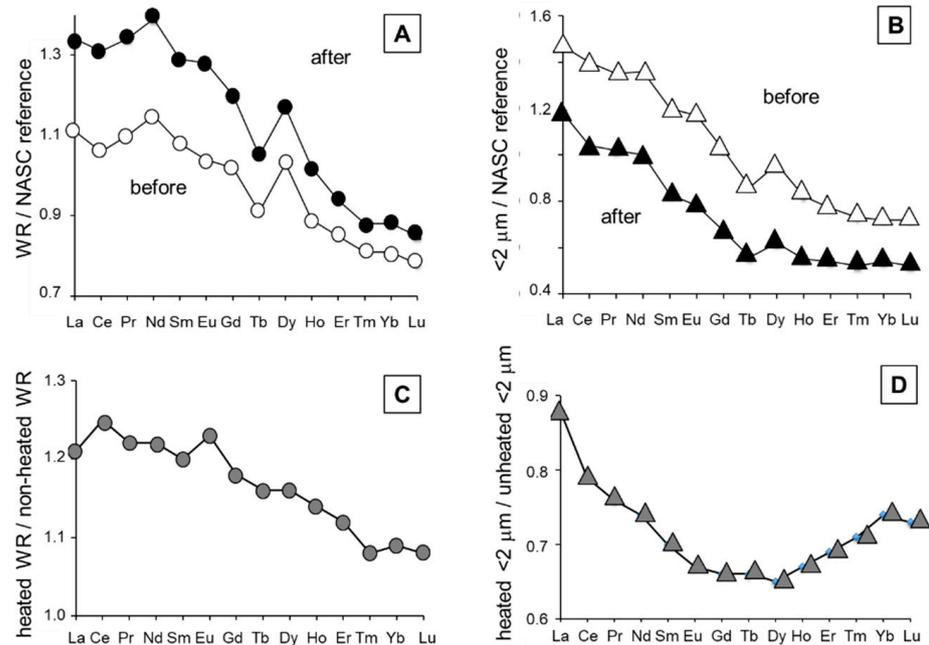 A
after
before
WR / NASC reference
1.3
1.1
0.9
0.7
La Ce Pr Nd Sm Eu Gd Tb Dy Ho Er Tm Yb Lu
B
before
after
<2 μm / NASC reference
1.6
1.2
0.8
0.4
La Ce Pr Nd Sm Eu Gd Tb Dy Ho Er Tm Yb Lu
C
heated WR / non-heated WR
1.3
1.2
1.10
1.0
La Ce Pr Nd Sm Eu Gd Tb Dy Ho Er Tm Yb Lu
D
heated <2 μm / unheated <2 μm
0.9
0.8
0.7
0.6
La Ce Pr Nd Sm Eu Gd Tb Dy Ho Er Tm Yb Lu